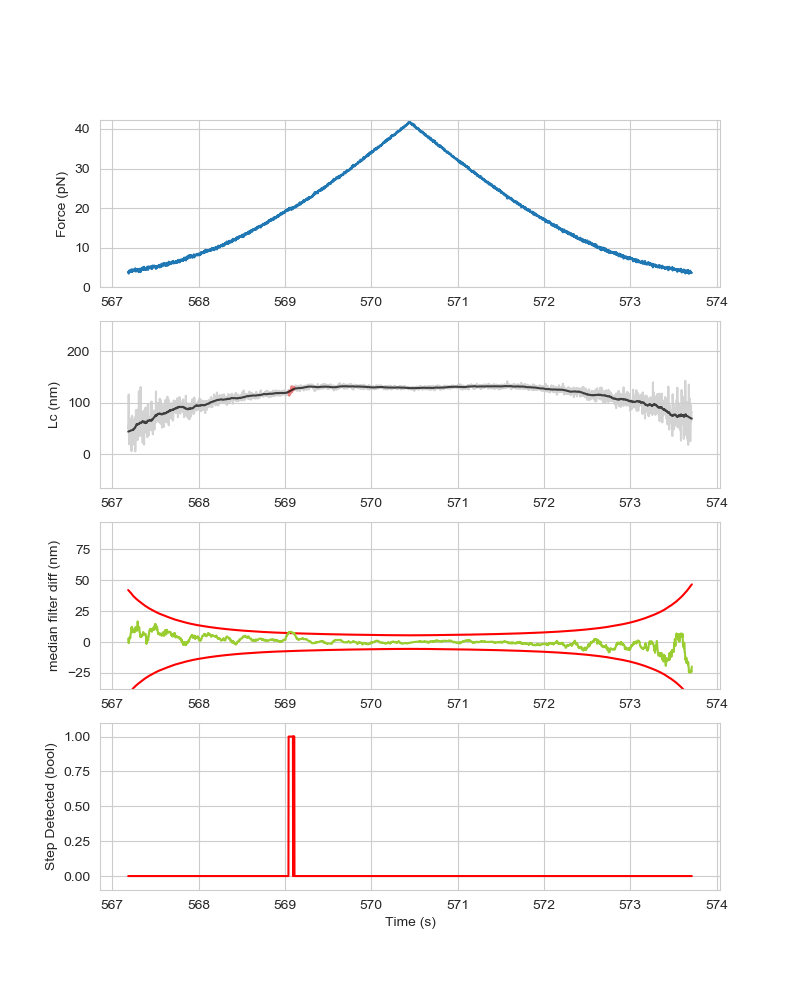 40
30
20
10
0
Force (pN)
567 568 569 570 571 572 573 574
200
100
0
Lc (nm)
567 568 569 570 571 572 573 574
75
50
25
0
−25
median filter diff (nm)
567 568 569 570 571 572 573 574
1.00
0.75
0.50
0.25
0.00
Step Detected (bool)
567 568 569 570 571 572 573 574
Time (s)